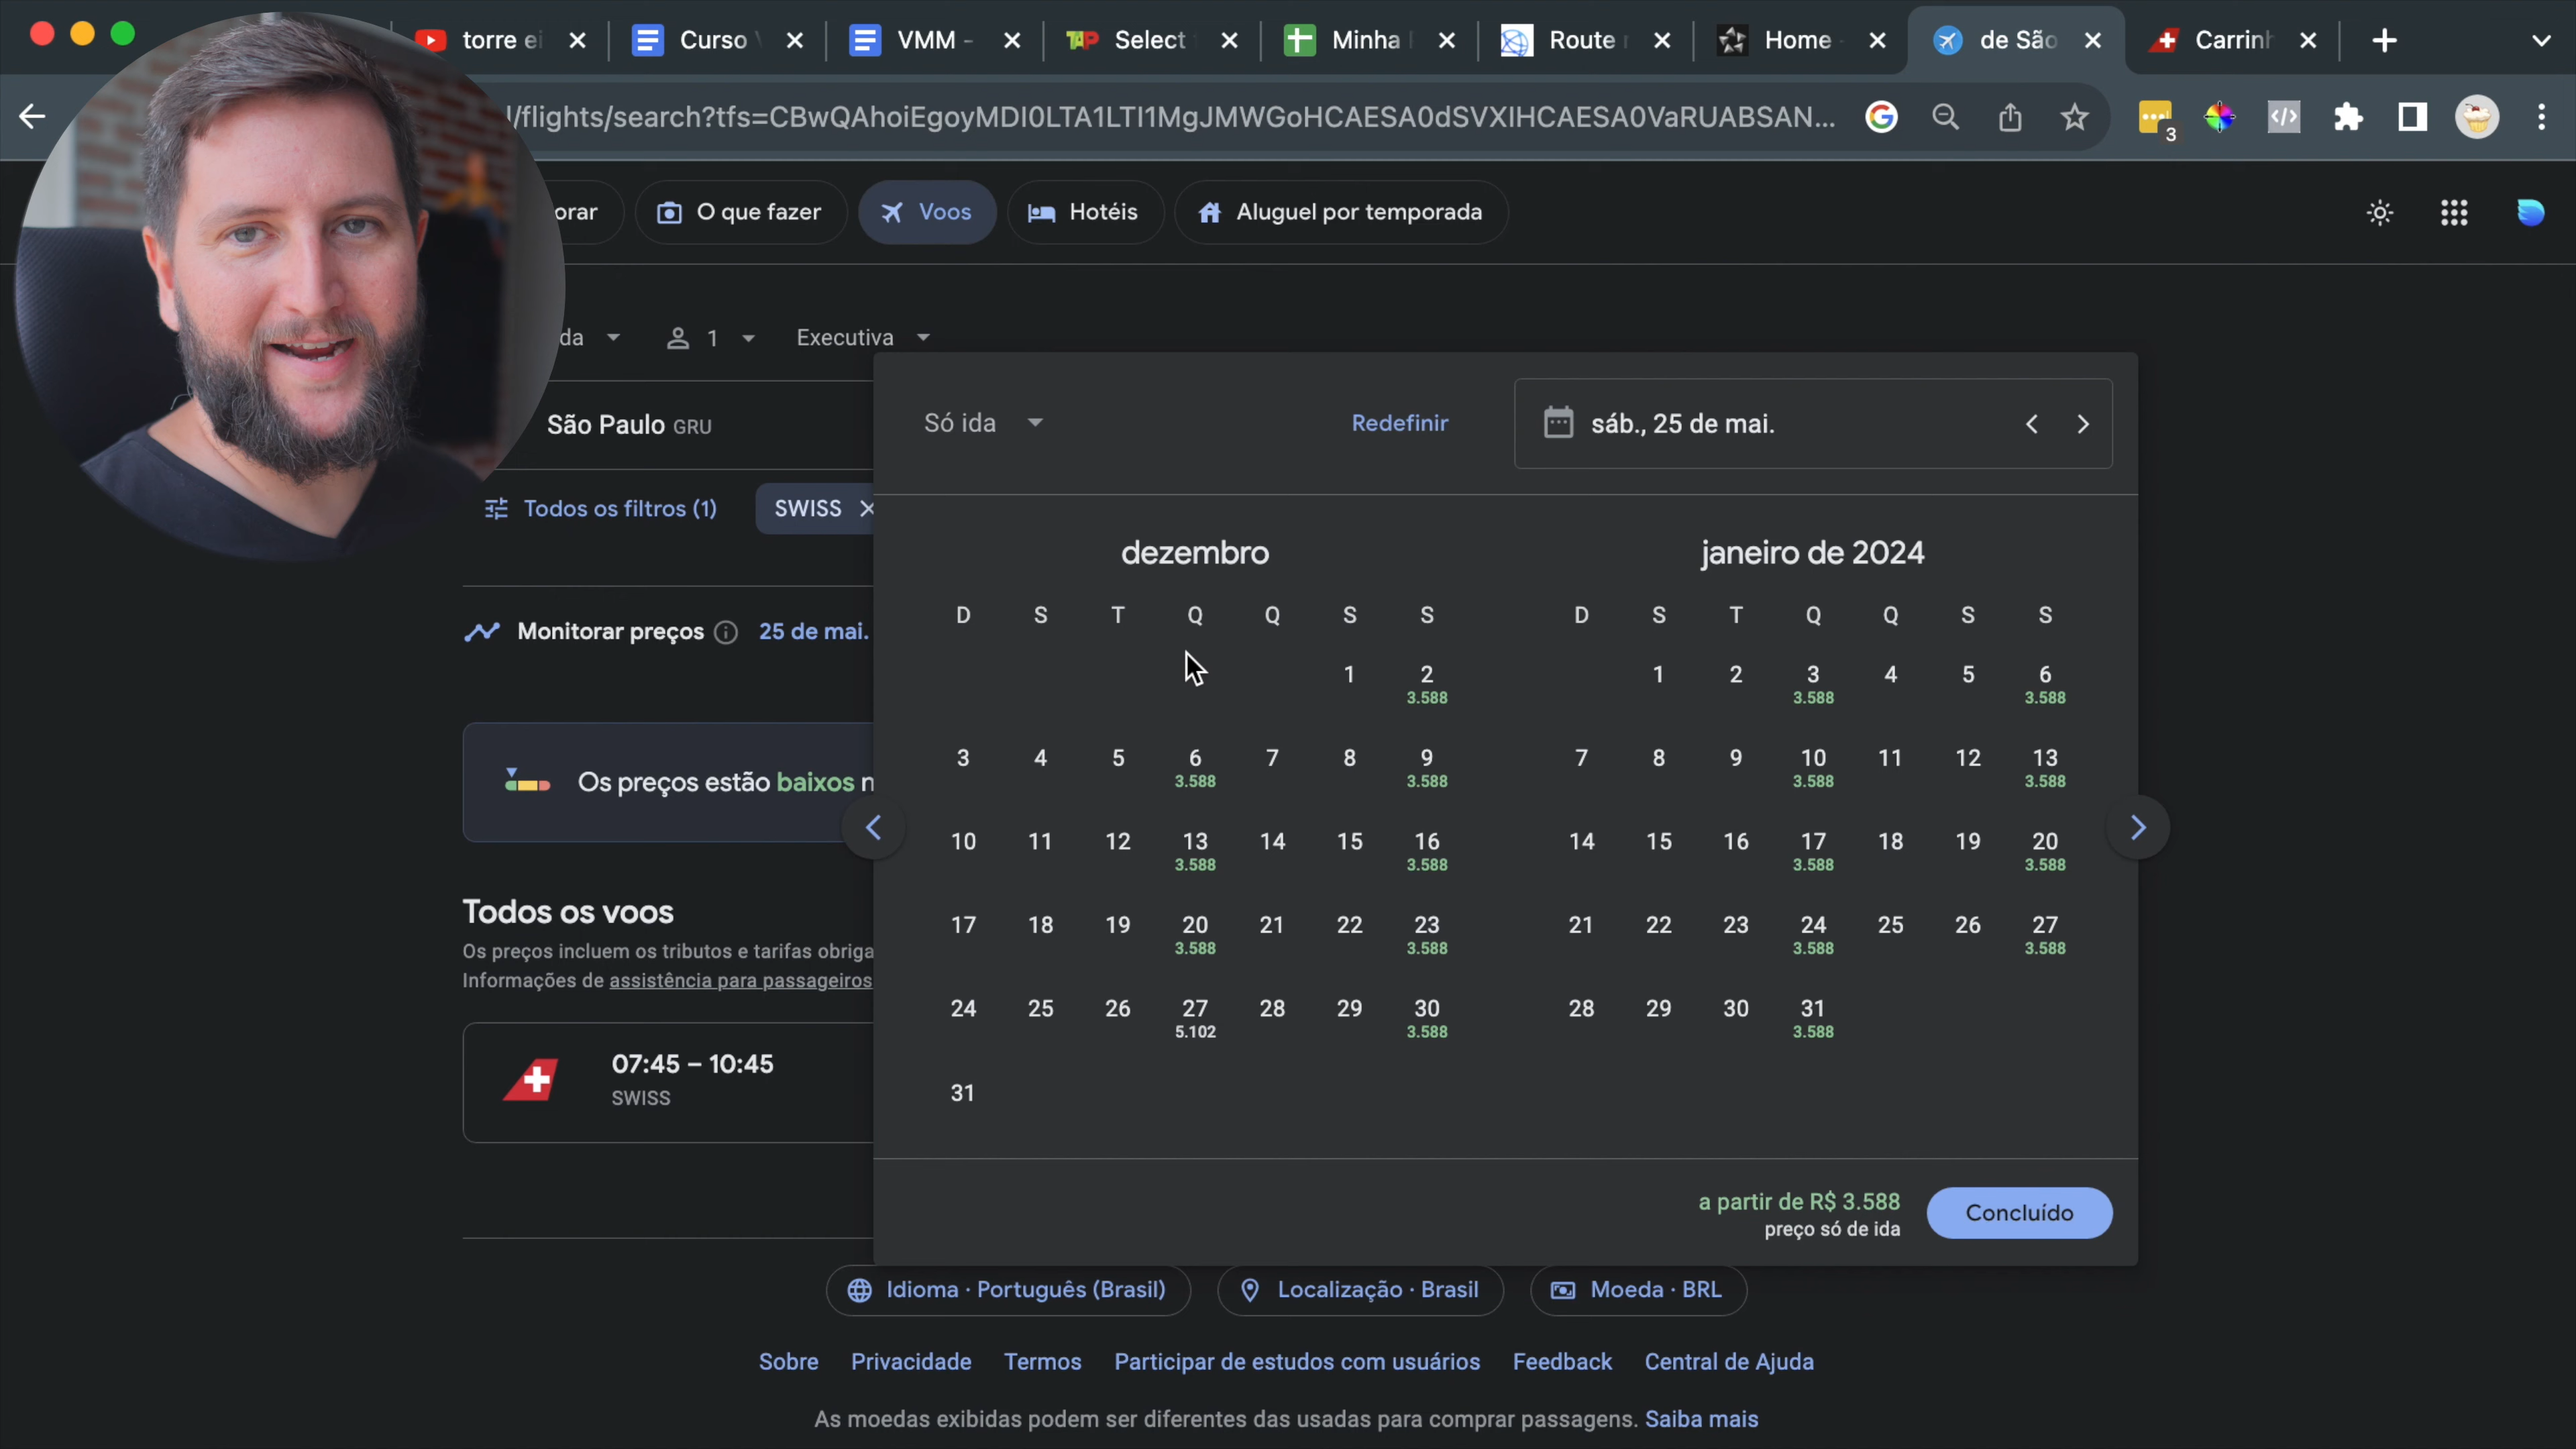 torre ei
Curso V
VMM -
TAP
Select
Minha
Route
Home -
de São
Carrinh
l/flights/search?tfs=CBwQAhoiEgoyMDI0LTA1LTI1MgJMWGoHCAESA0dSVXIHCAESA0VaRUABSAN...
3
orar
O que fazer
Voos
Hotéis
Aluguel por temporada
da
1
Executiva
São Paulo GRU
Só ida
Redefinir
sáb., 25 de mai.
Todos os filtros (1)
SWISS
Monitorar preços
25 de mai.
Os preços estão baixos n
Todos os voos
Os preços incluem os tributos e tarifas obriga
Informações de assistência para passageiros
07:45 – 10:45
SWISS
dezembro
D S T Q Q S S
1 2
3.588
3 4 5 6 7 8 9
3.588 3.588
10 11 12 13 14 15 16
3.588 3.588
17 18 19 20 21 22 23
3.588 3.588
24 25 26 27 28 29 30
5.102 3.588
31
janeiro de 2024
D S T Q Q S S
1 2 3 4 5 6
3.588 3.588
7 8 9 10 11 12 13
3.588 3.588
14 15 16 17 18 19 20
3.588 3.588
21 22 23 24 25 26 27
3.588 3.588
28 29 30 31
3.588
a partir de R$ 3.588
preço só de ida
Concluído
Idioma · Português (Brasil)
Localização · Brasil
Moeda · BRL
Sobre
Privacidade
Termos
Participar de estudos com usuários
Feedback
Central de Ajuda
As moedas exibidas podem ser diferentes das usadas para comprar passagens. Saiba mais